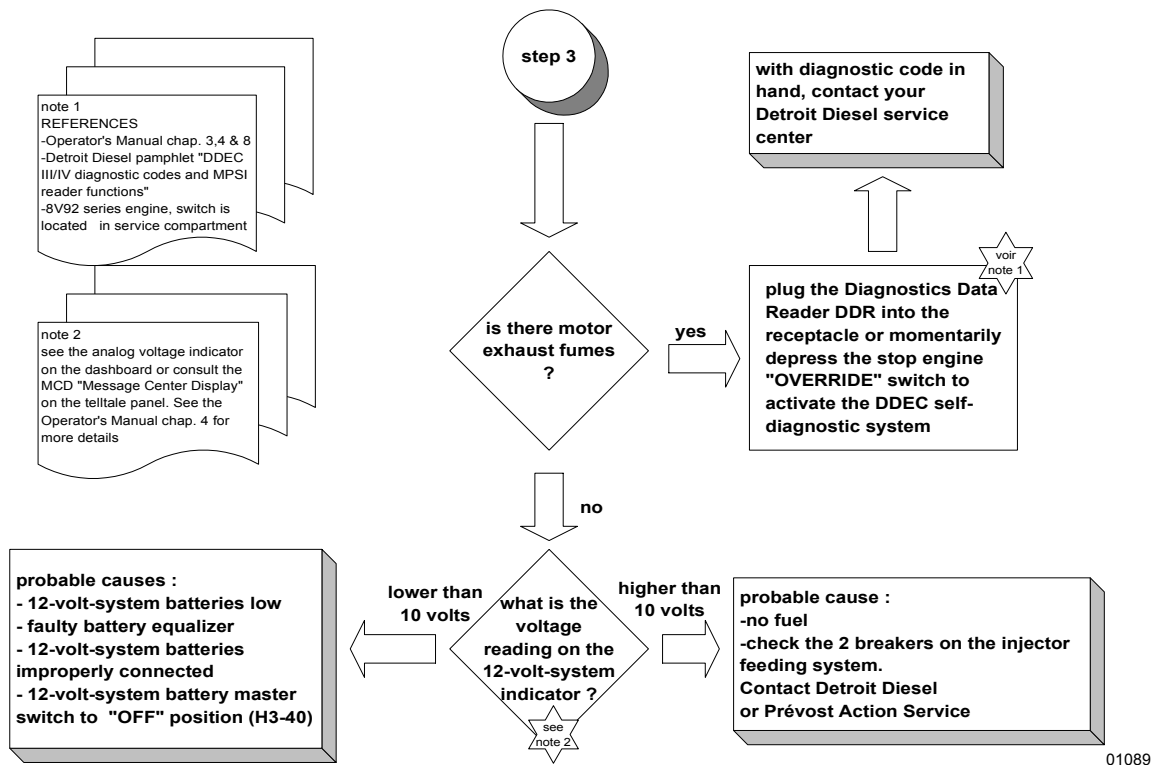 step 3
with diagnostic code in
hand, contact your
Detroit Diesel service
center
note 1
REFERENCES
-Operator's Manual chap. 3,4 & 8
-Detroit Diesel pamphlet "DDEC
III/IV diagnostic codes and MPSI
reader functions"
-8V92 series engine, switch is
located in service compartment
voir
note 1
note 2
see the analog voltage indicator
on the dashboard or consult the
MCD "Message Center Display"
on the telltale panel. See the
Operator's Manual chap. 4 for
more details
is there motor
exhaust fumes
?
yes
plug the Diagnostics Data
Reader DDR into the
receptacle or momentarily
depress the stop engine
"OVERRIDE" switch to
activate the DDEC self-
diagnostic system
no
probable causes :
- 12-volt-system batteries low
- faulty battery equalizer
- 12-volt-system batteries
improperly connected
- 12-volt-system battery master
switch to "OFF" position (H3-40)
lower than
10 volts
what is the
voltage
reading on the
12-volt-system
indicator ?
see
note 2
higher than
10 volts
probable cause :
-no fuel
-check the 2 breakers on the injector
feeding system.
Contact Detroit Diesel
or Prévost Action Service
01089